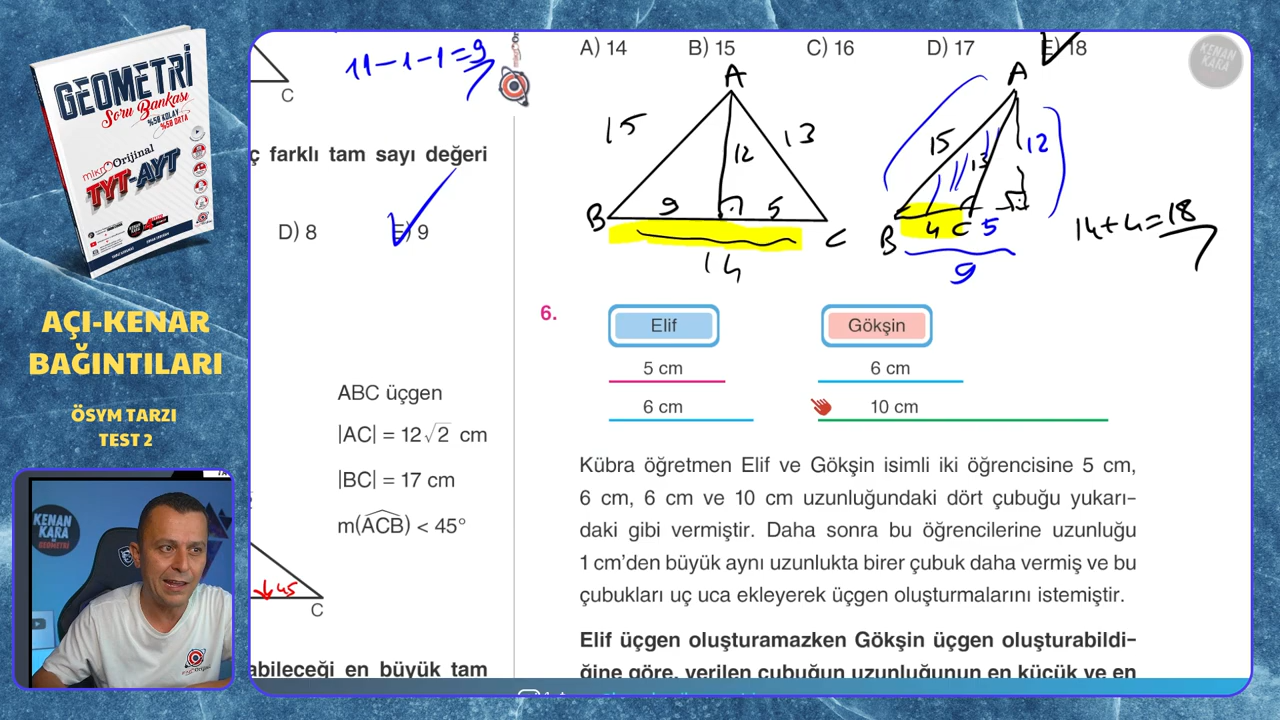 GEOMETRİ
Soru Bankası
%50 KOLAY
%50 ORTA
mikro Orijinal
TYT-AYT
AÇI-KENAR
BAĞINTILARI
ÖSYM TARZI
TEST 2
KENAN
KARA
GEOMETRİ
C
11-1-1=9
ç farklı tam sayı değeri
D) 8
E) 9
ABC üçgen
|AC| = 12√2 cm
|BC| = 17 cm
m(ACB) < 45°
45
C
abileceği en büyük tam
A) 14 B) 15 C) 16 D) 17 E) 18
KENAN
KARA
A
15
13
12
9
5
B
C
14
A
15
13
12
B
4
C
5
9
14+4=18
6.
Elif
Gökşin
5 cm
6 cm
6 cm
10 cm
Kübra öğretmen Elif ve Gökşin isimli iki öğrencisine 5 cm,
6 cm, 6 cm ve 10 cm uzunluğundaki dört çubuğu yukarı-
daki gibi vermiştir. Daha sonra bu öğrencilerine uzunluğu
1 cm'den büyük aynı uzunlukta birer çubuk daha vermiş ve bu
çubukları uç uca ekleyerek üçgen oluşturmalarını istemiştir.
Elif üçgen oluşturamazken Gökşin üçgen oluşturabildi-
ğine göre, verilen çubuğun uzunluğunun en küçük ve en